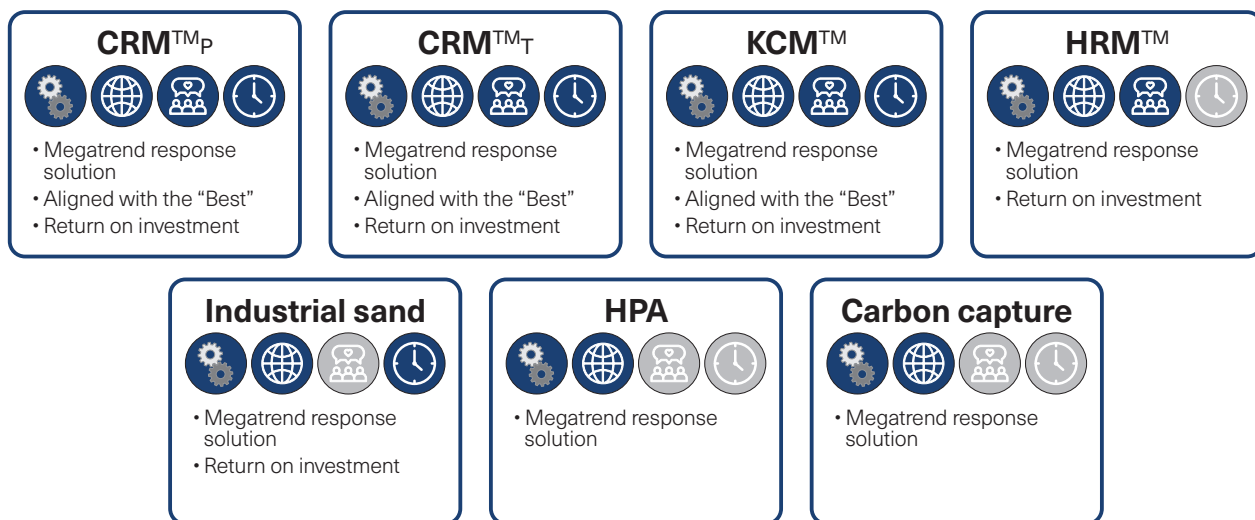 CRM™P
• Megatrend response
solution
• Aligned with the “Best”
• Return on investment
CRM™T
• Megatrend response
solution
• Aligned with the “Best”
• Return on investment
KCM™
• Megatrend response
solution
• Aligned with the “Best”
• Return on investment
HRM™
• Megatrend response
solution
• Return on investment
Industrial sand
• Megatrend response
solution
• Return on investment
HPA
• Megatrend response
solution
Carbon capture
• Megatrend response
solution